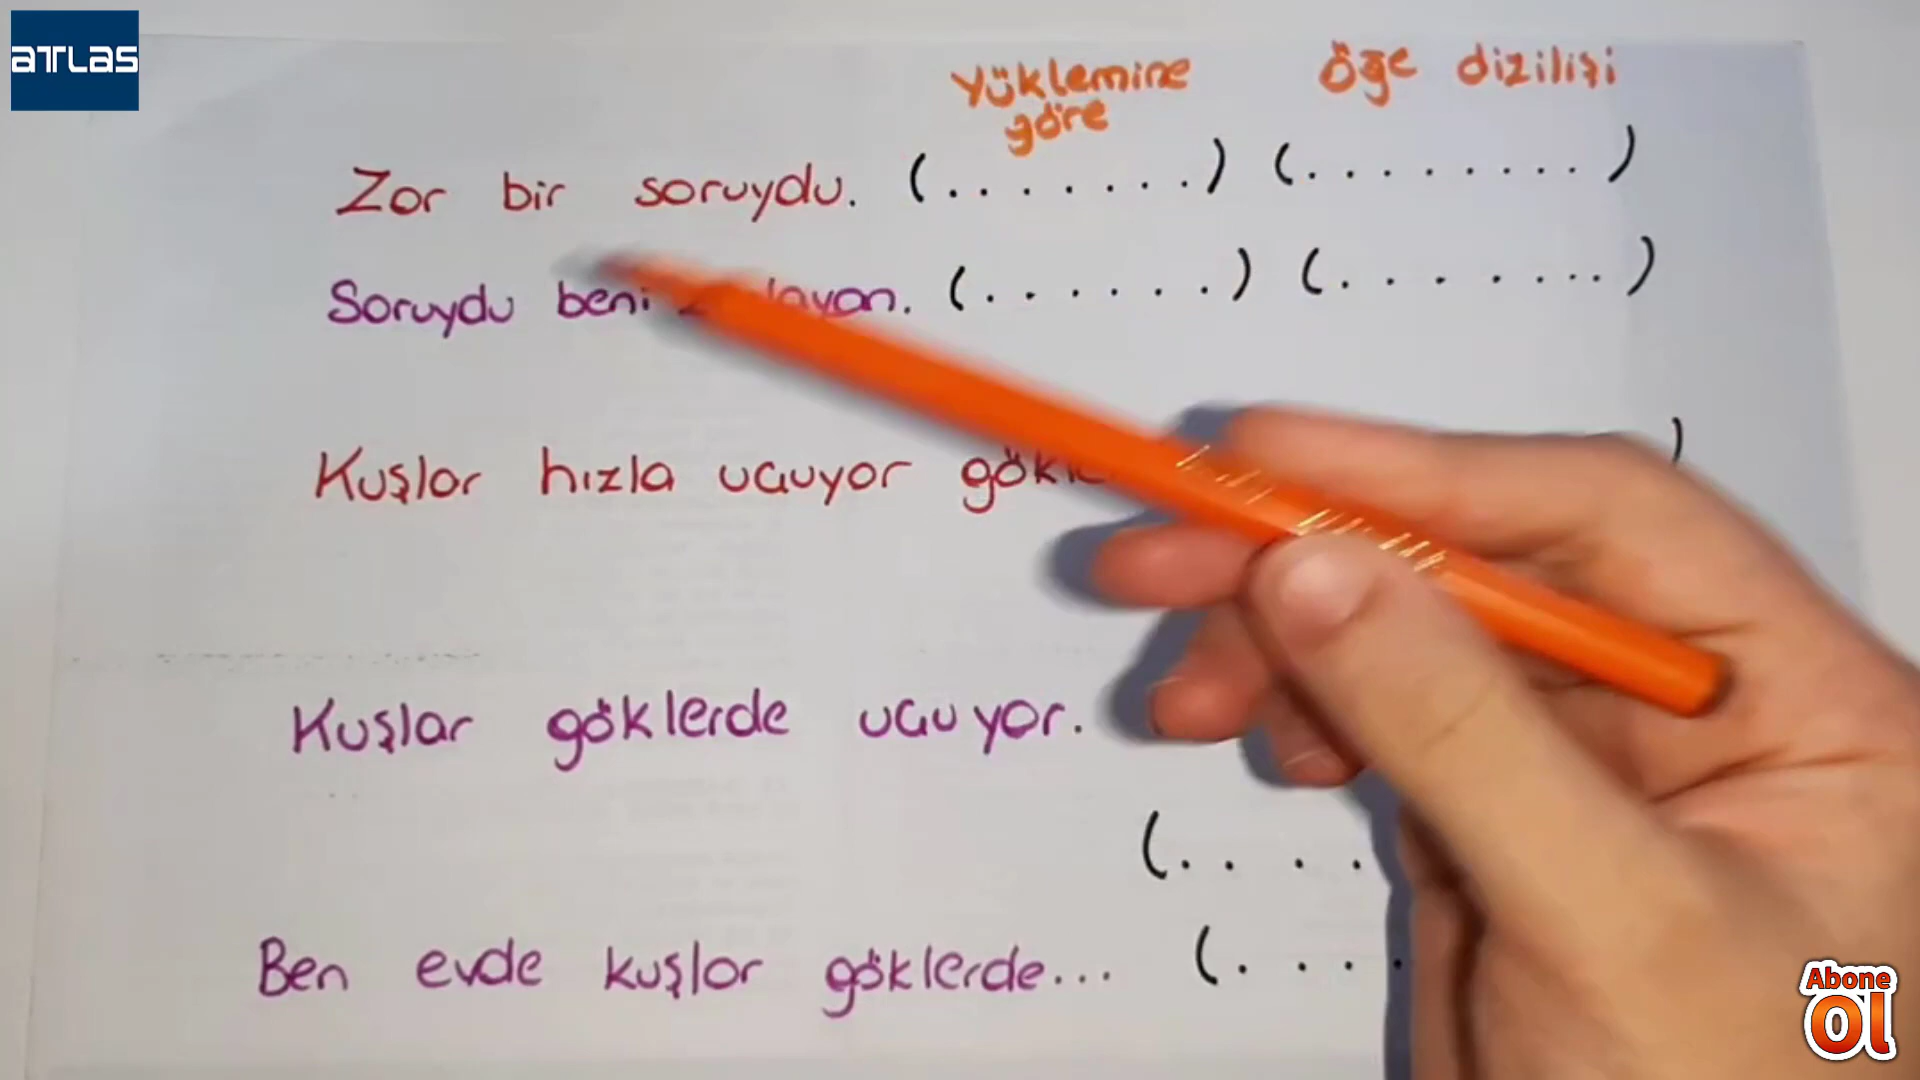 aTLas
Yüklemine göre
Öğe dizilişi
Zor bir soruydu. (.......) (........)
Soruydu beni (......) (.......)
Kuşlar hızla uçuyor )
Kuşlar göklerde uçuyor.
(....
Ben evde kuşlar göklerde... (....
Abone
Ol